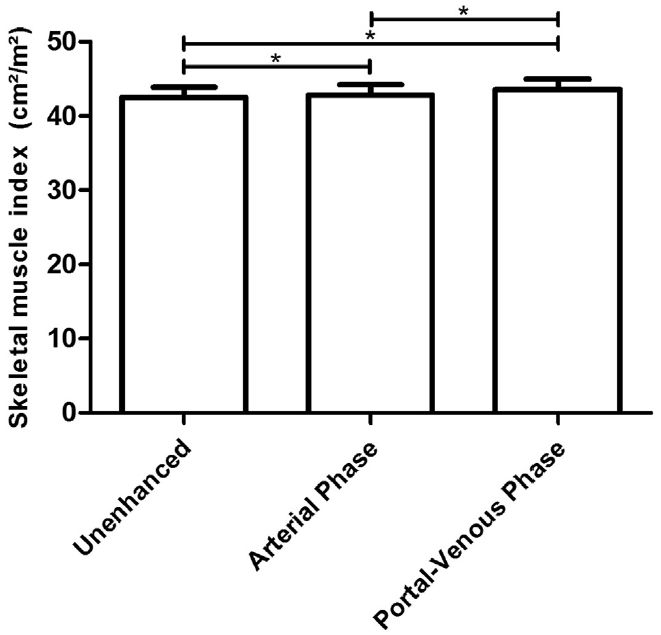 *
*
*
Skeletal muscle index (cm²/m²)
50
40
30
20
10
0
Unenhanced
Arterial Phase
Portal-Venous Phase